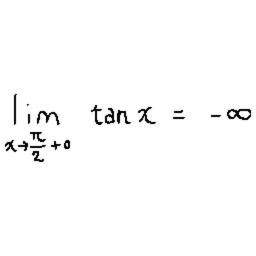 lim x→π/2+0 tan x = -∞